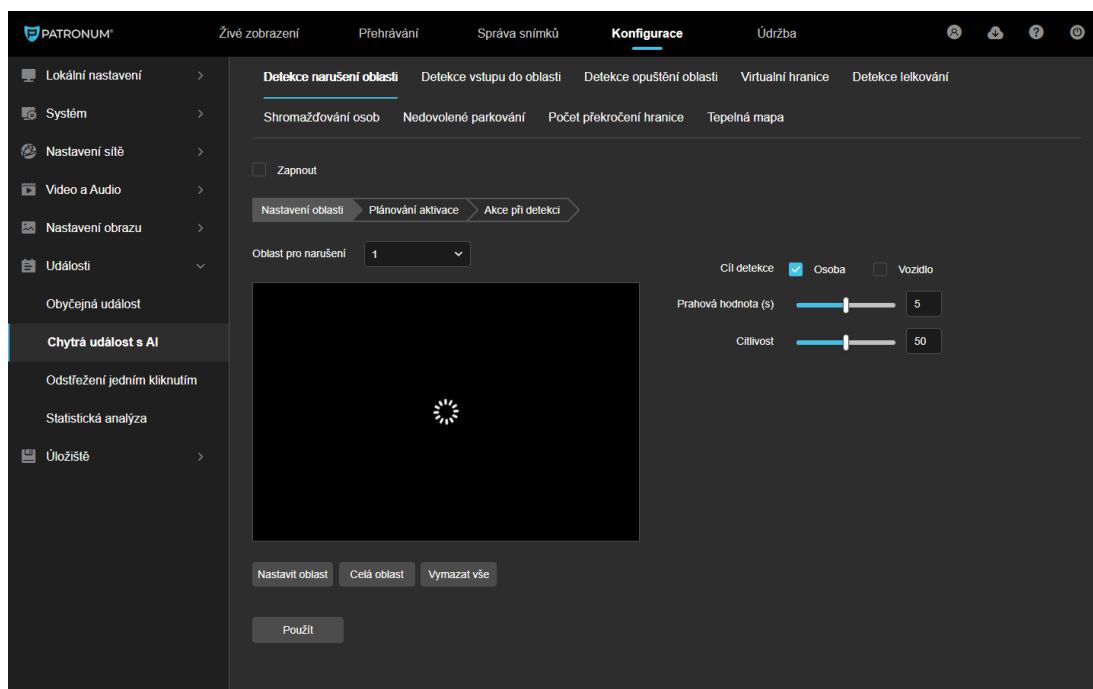 PATRONUM®
Živé zobrazení Přehrávání Správa snímků Konfigurace Údržba
Lokální nastavení
Systém
Nastavení sítě
Video a Audio
Nastavení obrazu
Události
Obyčejná událost
Chytrá událost s AI
Odstřežení jedním kliknutím
Statistická analýza
Úložiště
Detekce narušení oblasti Detekce vstupu do oblasti Detekce opuštění oblasti Virtualní hranice Detekce lelkování
Shromažďování osob Nedovolené parkování Počet překročení hranice Tepelná mapa
Zapnout
Nastavení oblasti Plánování aktivace Akce při detekci
Oblast pro narušení 1
Cíl detekce Osoba Vozidlo
Prahová hodnota (s) 5
Citlivost 50
Nastavit oblast Celá oblast Vymazat vše
Použít